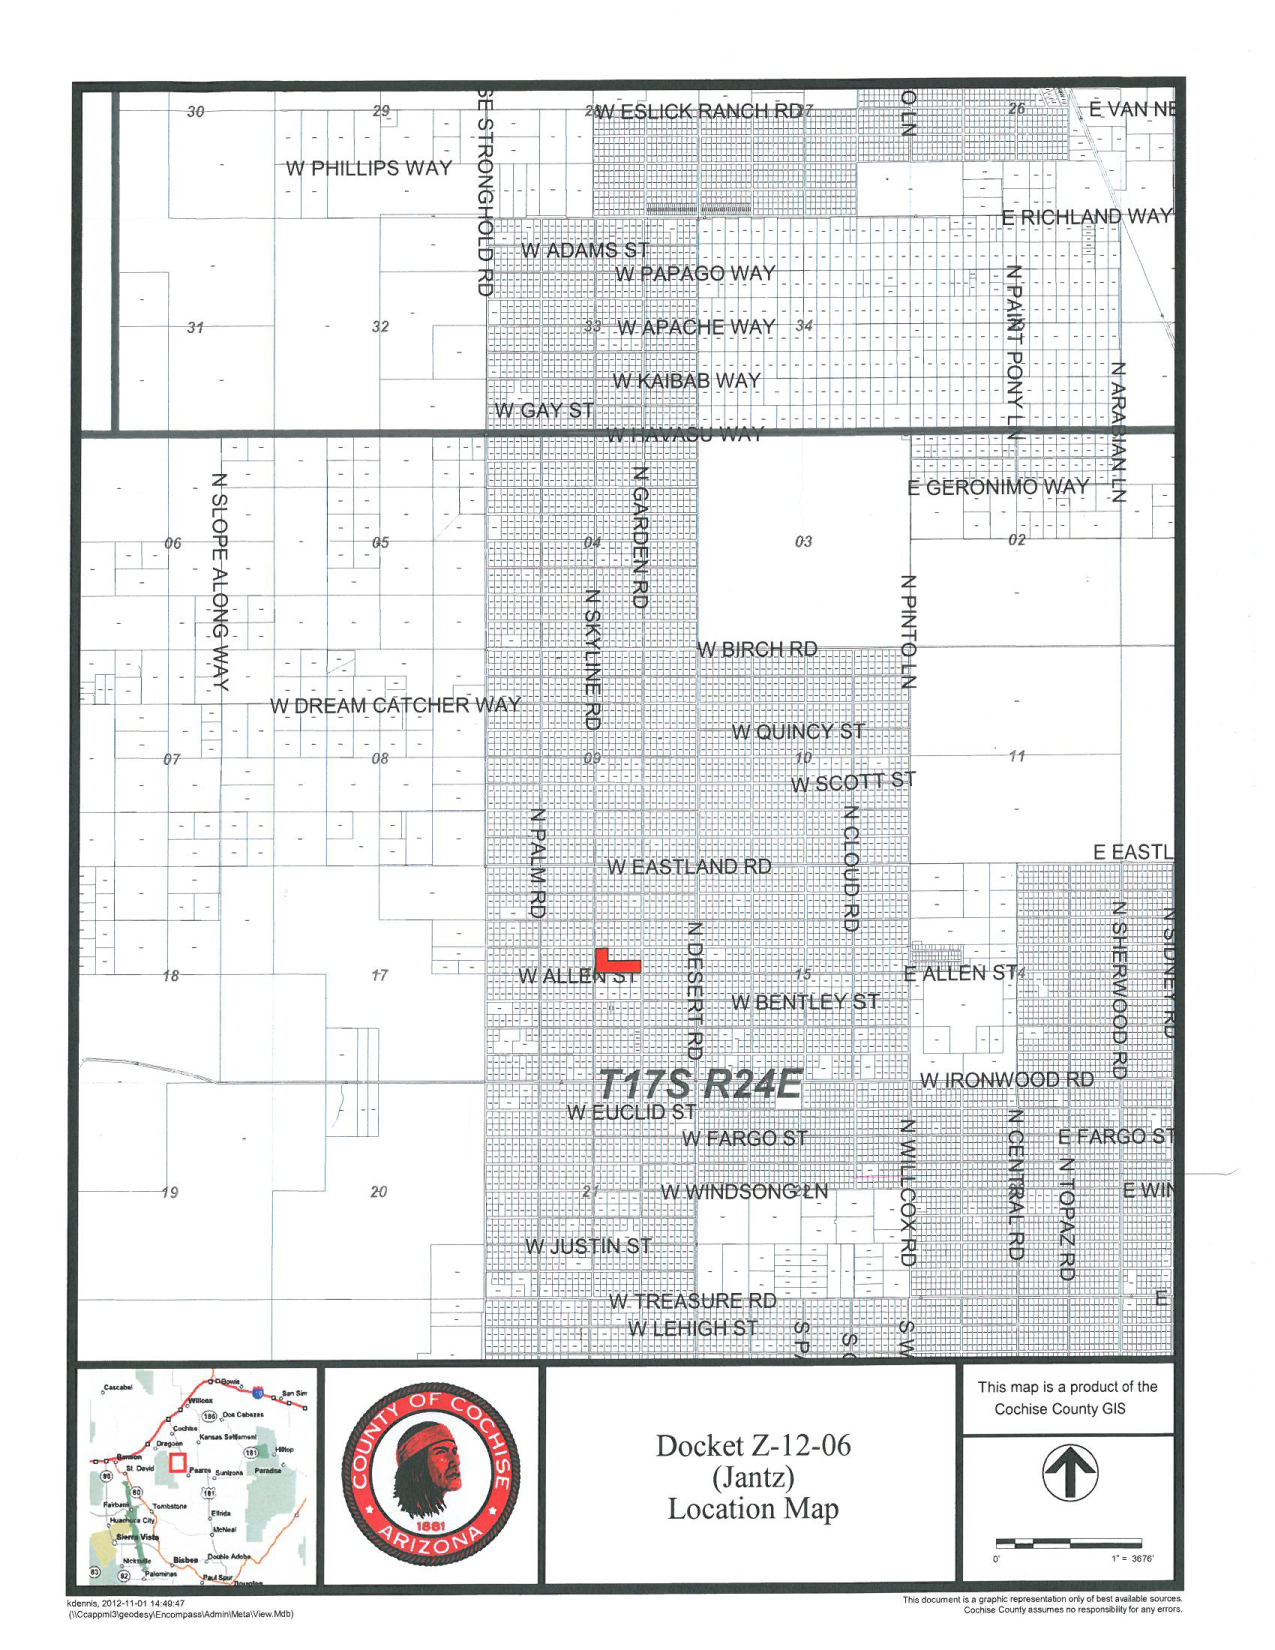 30
29
W ESLICK RANCH RD
27
O LN
26
E VAN NE
W PHILLIPS WAY
SE STRONGHOLD RD
E RICHLAND WAY
W ADAMS ST
W PAPAGO WAY
N PAINT PONY LN
31
32
33
W APACHE WAY
34
W KAIBAB WAY
N ARABIAN LN
W GAY ST
W HAVASU WAY
N SLOPE ALONG WAY
N GARDEN RD
E GERONIMO WAY
06
05
04
03
02
N SKYLINE RD
N PINTO LN
W BIRCH RD
W DREAM CATCHER WAY
W QUINCY ST
07
08
09
10
11
W SCOTT ST
N PALM RD
N CLOUD RD
E EASTL
W EASTLAND RD
N SHERWOOD RD
N SIDNEY RD
N DESERT RD
18
17
W ALLEN ST
15
E ALLEN ST
14
W BENTLEY ST
T17S R24E
W IRONWOOD RD
W EUCLID ST
N WILLCOX RD
N CENTRAL RD
W FARGO ST
E FARGO ST
N TOPAZ RD
19
20
21
W WINDSONG LN
E WIN
W JUSTIN ST
W TREASURE RD
E
W LEHIGH ST
S PA
S W
Cascabel
Bowie
10
San Sim
Willcox
186
Dos Cabezas
Cochise
Kansas Settlement
Dragoon
181
Hilltop
Benson
St. David
Pearce
Sunizona
Paradise
90
80
191
Fairbank
Tombstone
Elfrida
Huachuca City
McNeal
Sierra Vista
Nicksville
Bisbee
Double Adobe
83
92
Palominas
Paul Spur
Douglas
COUNTY OF COCHISE
1881
ARIZONA
Docket Z-12-06
(Jantz)
Location Map
This map is a product of the
Cochise County GIS
0'
1" = 3676'
kdennis, 2012-11-01 14:49:47
(\\Ccappml3\geodesy\Encompass\Admin\Meta\View.Mdb)
This document is a graphic representation only of best available sources.
Cochise County assumes no responsibility for any errors.